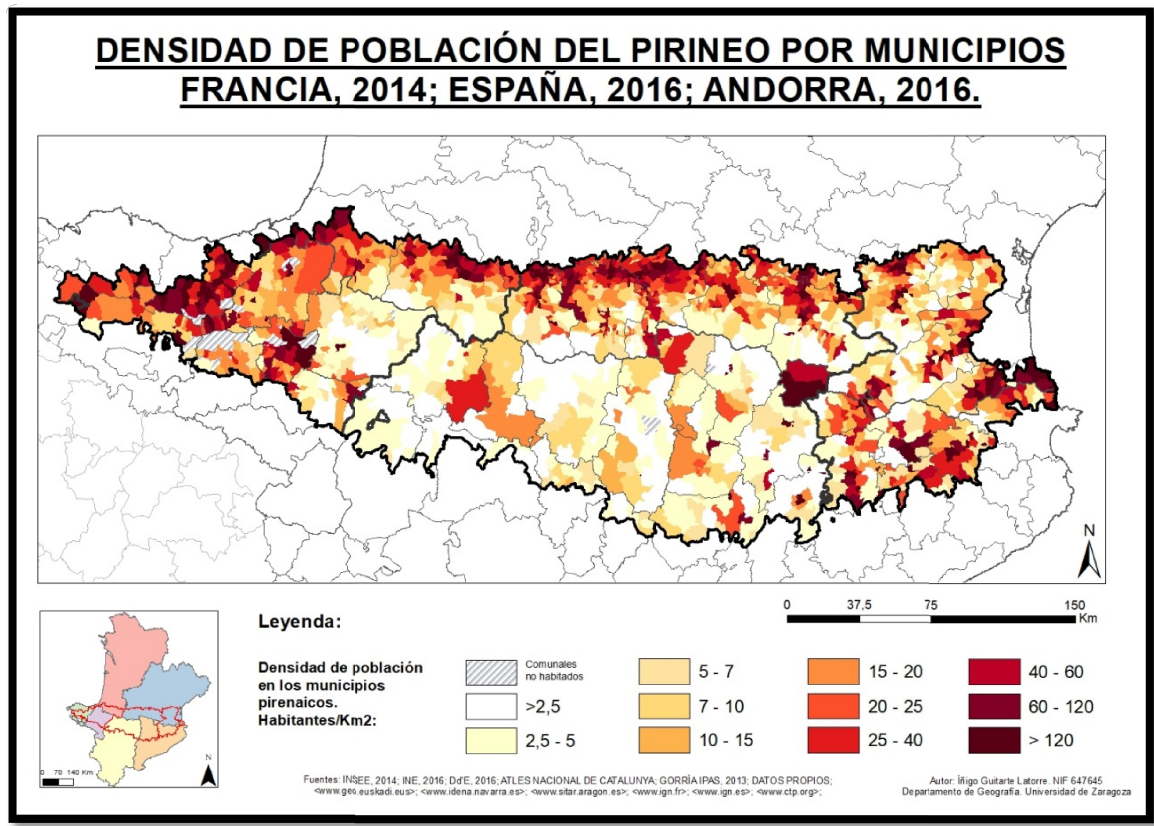 DENSIDAD DE POBLACIÓN DEL PIRINEO POR MUNICIPIOS
FRANCIA, 2014; ESPAÑA, 2016; ANDORRA, 2016.
N
0 37,5 75 150
Km
Leyenda:
Densidad de población
en los municipios
pirenaicos.
Habitantes/Km2:
Comunales
no habitados
>2,5
2,5 - 5
5 - 7
7 - 10
10 - 15
15 - 20
20 - 25
25 - 40
40 - 60
60 - 120
> 120
N
0 70 140 Km
Fuentes: INSEE, 2014; INE, 2016; Dd'E, 2016; ATLES NACIONAL DE CATALUNYA; GORRÍA IPAS, 2013; DATOS PROPIOS;
<www.geo.euskadi.eus>; <www.idena.navarra.es>; <www.sitar.aragon.es>; <www.ign.fr>; <www.ign.es>; <www.ctp.org>;
Autor: Íñigo Guitarte Latorre. NIF 647645
Departamento de Geografía. Universidad de Zaragoza